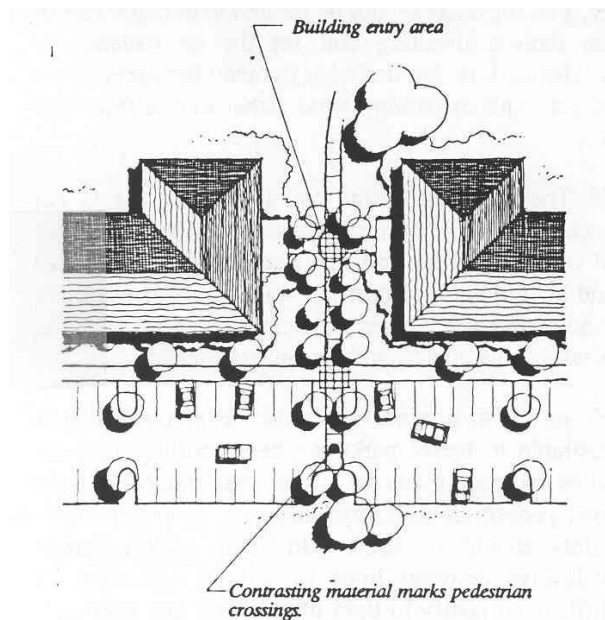 Building entry area
Contrasting material marks pedestrian
crossings.